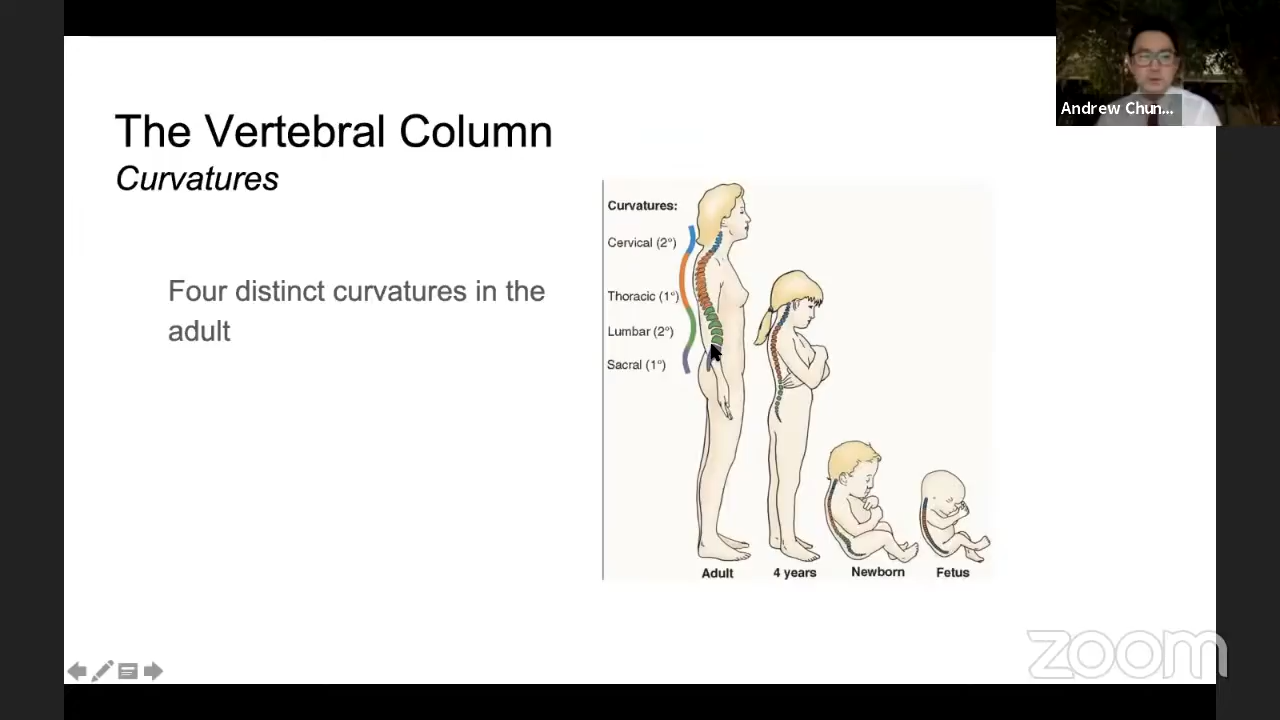 Andrew Chun...
The Vertebral Column
Curvatures
Four distinct curvatures in the
adult
Curvatures:
Cervical (2°)
Thoracic (1°)
Lumbar (2°)
Sacral (1°)
Adult
4 years
Newborn
Fetus
zoom